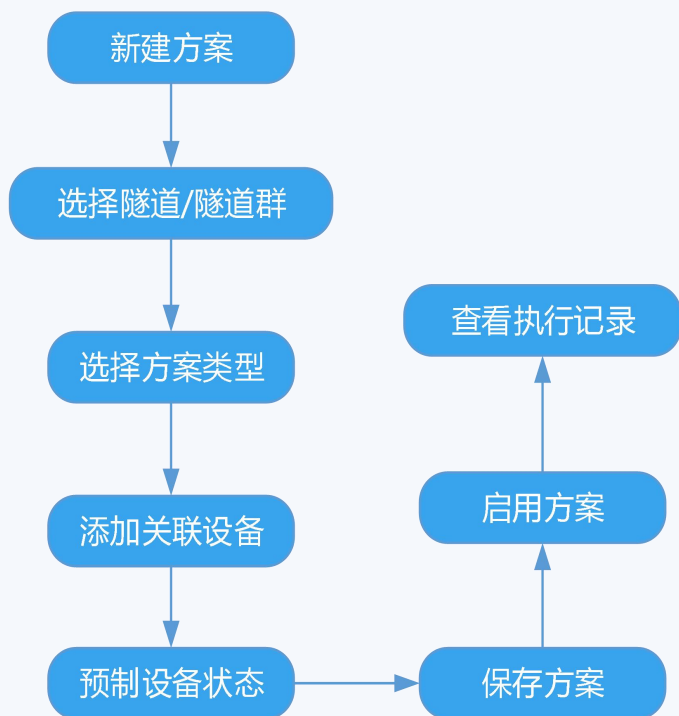 新建方案
选择隧道/隧道群
选择方案类型
添加关联设备
预制设备状态
保存方案
启用方案
查看执行记录